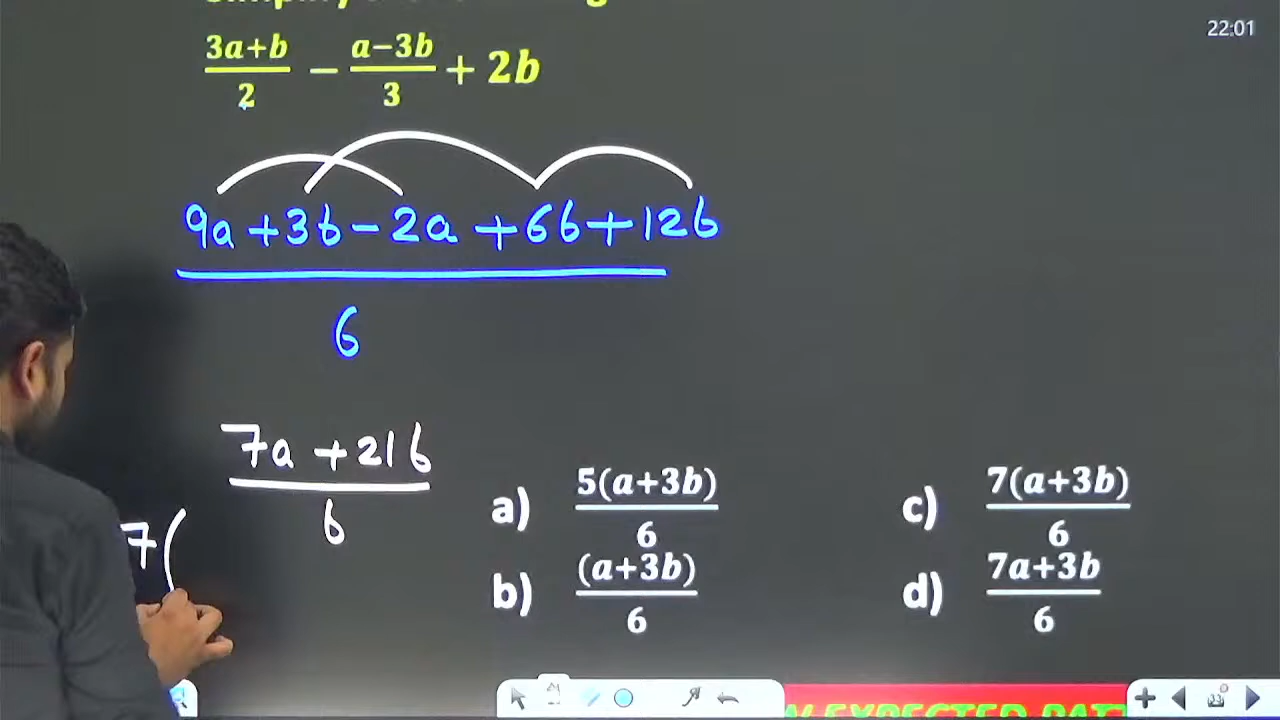 22:01
(3a+b)/2 − (a−3b)/3 + 2b
9a+3b-2a+6b+12b
6
7a+21b
6
7(
a) 5(a+3b)/6
c) 7(a+3b)/6
b) (a+3b)/6
d) 7a+3b/6
EXPECTED